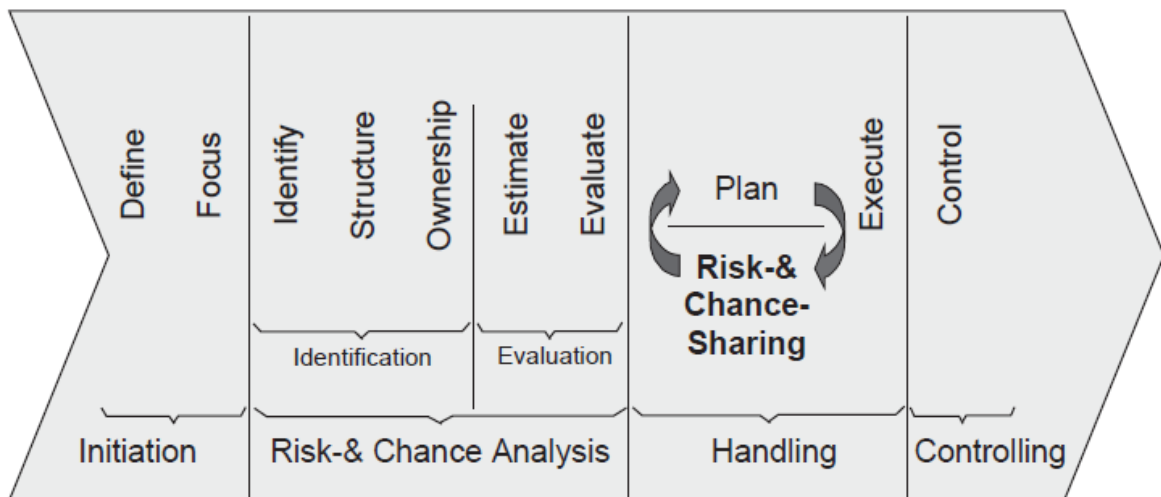 Define
Focus
Identify
Structure
Ownership
Estimate
Evaluate
Plan
Risk-&
Chance-
Sharing
Execute
Control
Identification
Evaluation
Initiation
Risk-& Chance Analysis
Handling
Controlling